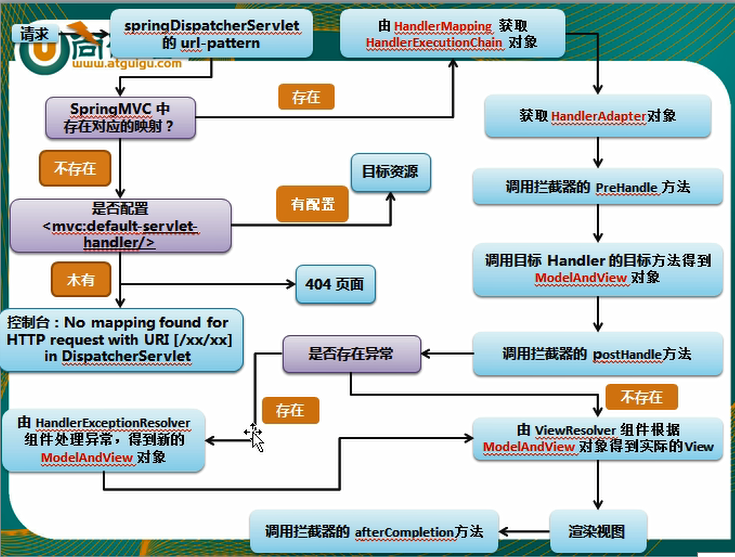 请求
www.atguigu.com
springDispatcherServlet
的 url-pattern
由 HandlerMapping 获取
HandlerExecutionChain 对象
SpringMVC 中
存在对应的映射？
存在
获取 HandlerAdapter对象
不存在
目标资源
调用拦截器的 PreHandle 方法
是否配置
<mvc:default-servlet-
handler/>
有配置
调用目标 Handler 的目标方法得到
ModelAndView 对象
木有
404 页面
控制台：No mapping found for
HTTP request with URI [/xx/xx]
in DispatcherServlet
是否存在异常
调用拦截器的 postHandle方法
不存在
存在
由 HandlerExceptionResolver
组件处理异常，得到新的
ModelAndView 对象
由 ViewResolver 组件根据
ModelAndView 对象得到实际的View
调用拦截器的 afterCompletion方法
渲染视图